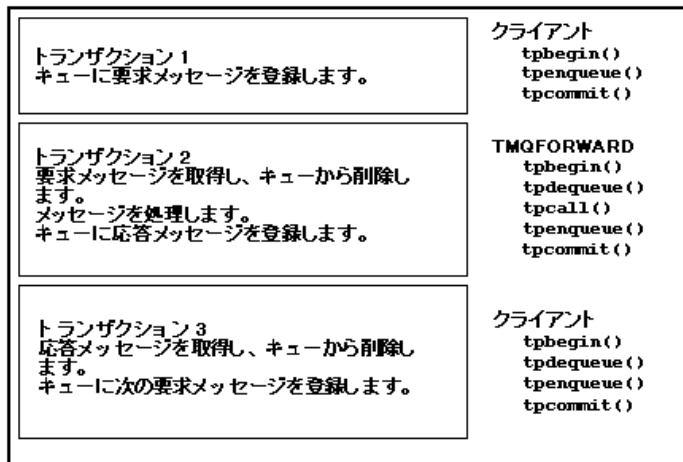 トランザクション 1
キューに要求メッセージを登録します。
クライアント
tpbegin()
tpenqueue()
tpcommit()
トランザクション 2
要求メッセージを取得し、キューから削除し
ます。
メッセージを処理します。
キューに応答メッセージを登録します。
TMQFORWARD
tpbegin()
tpdequeue()
tpcall()
tpenqueue()
tpcommit()
トランザクション 3
応答メッセージを取得し、キューから削除し
ます。
キューに次の要求メッセージを登録します。
クライアント
tpbegin()
tpdequeue()
tpenqueue()
tpcommit()